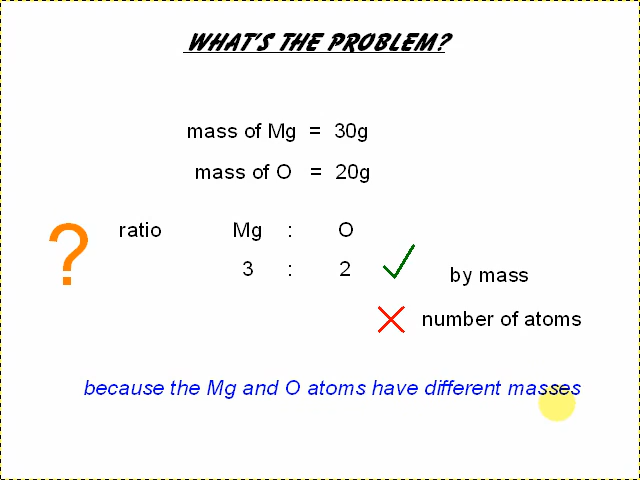 WHAT'S THE PROBLEM?
mass of Mg = 30g
mass of O = 20g
? ratio Mg : O
3 : 2 by mass
number of atoms
because the Mg and O atoms have different masses